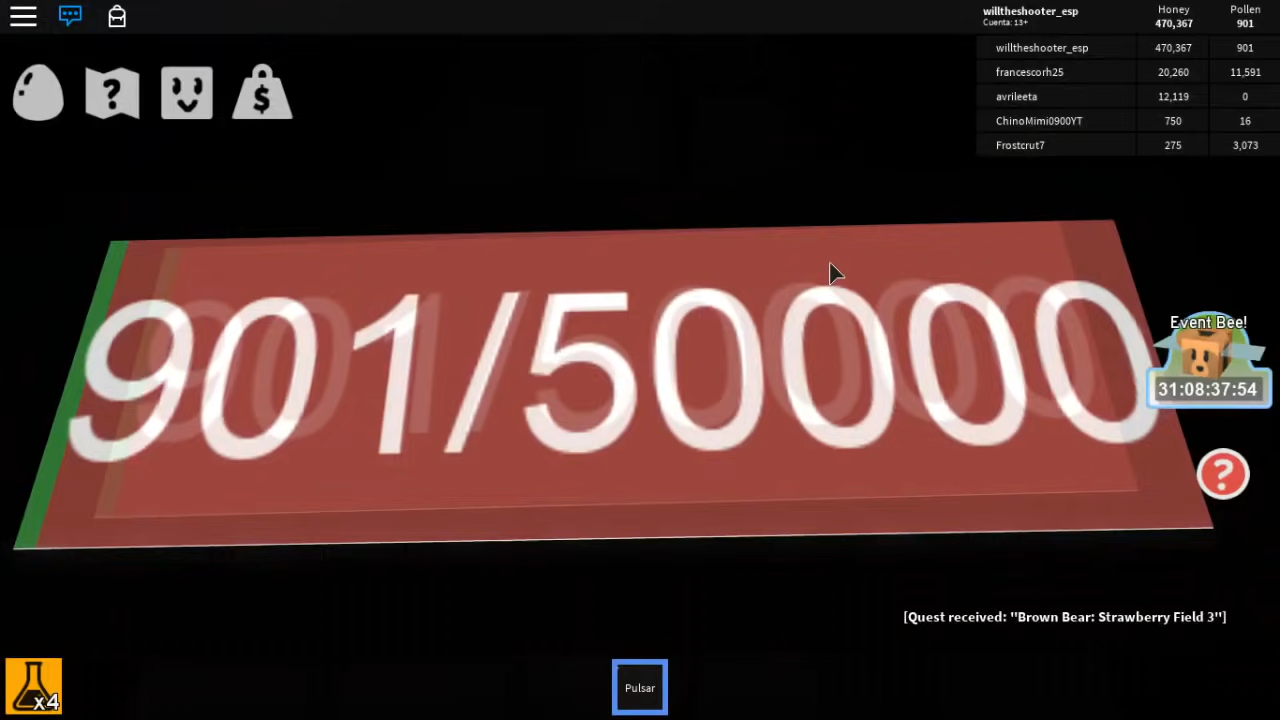 willtheshooter_esp Honey Pollen
Cuenta: 13+ 470,367 901
willtheshooter_esp 470,367 901
francescorh25 20,260 11,591
avrileeta 12,119 0
ChinoMimi0900YT 750 16
Frostcrut7 275 3,073
901/50000
Event Bee!
31:08:37:54
[Quest received: "Brown Bear: Strawberry Field 3"]
x4
Pulsar